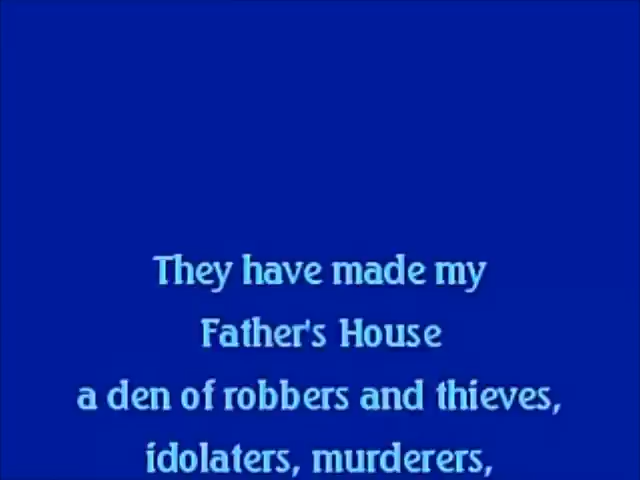 They have made my
Father's House
a den of robbers and thieves,
idolaters, murderers,